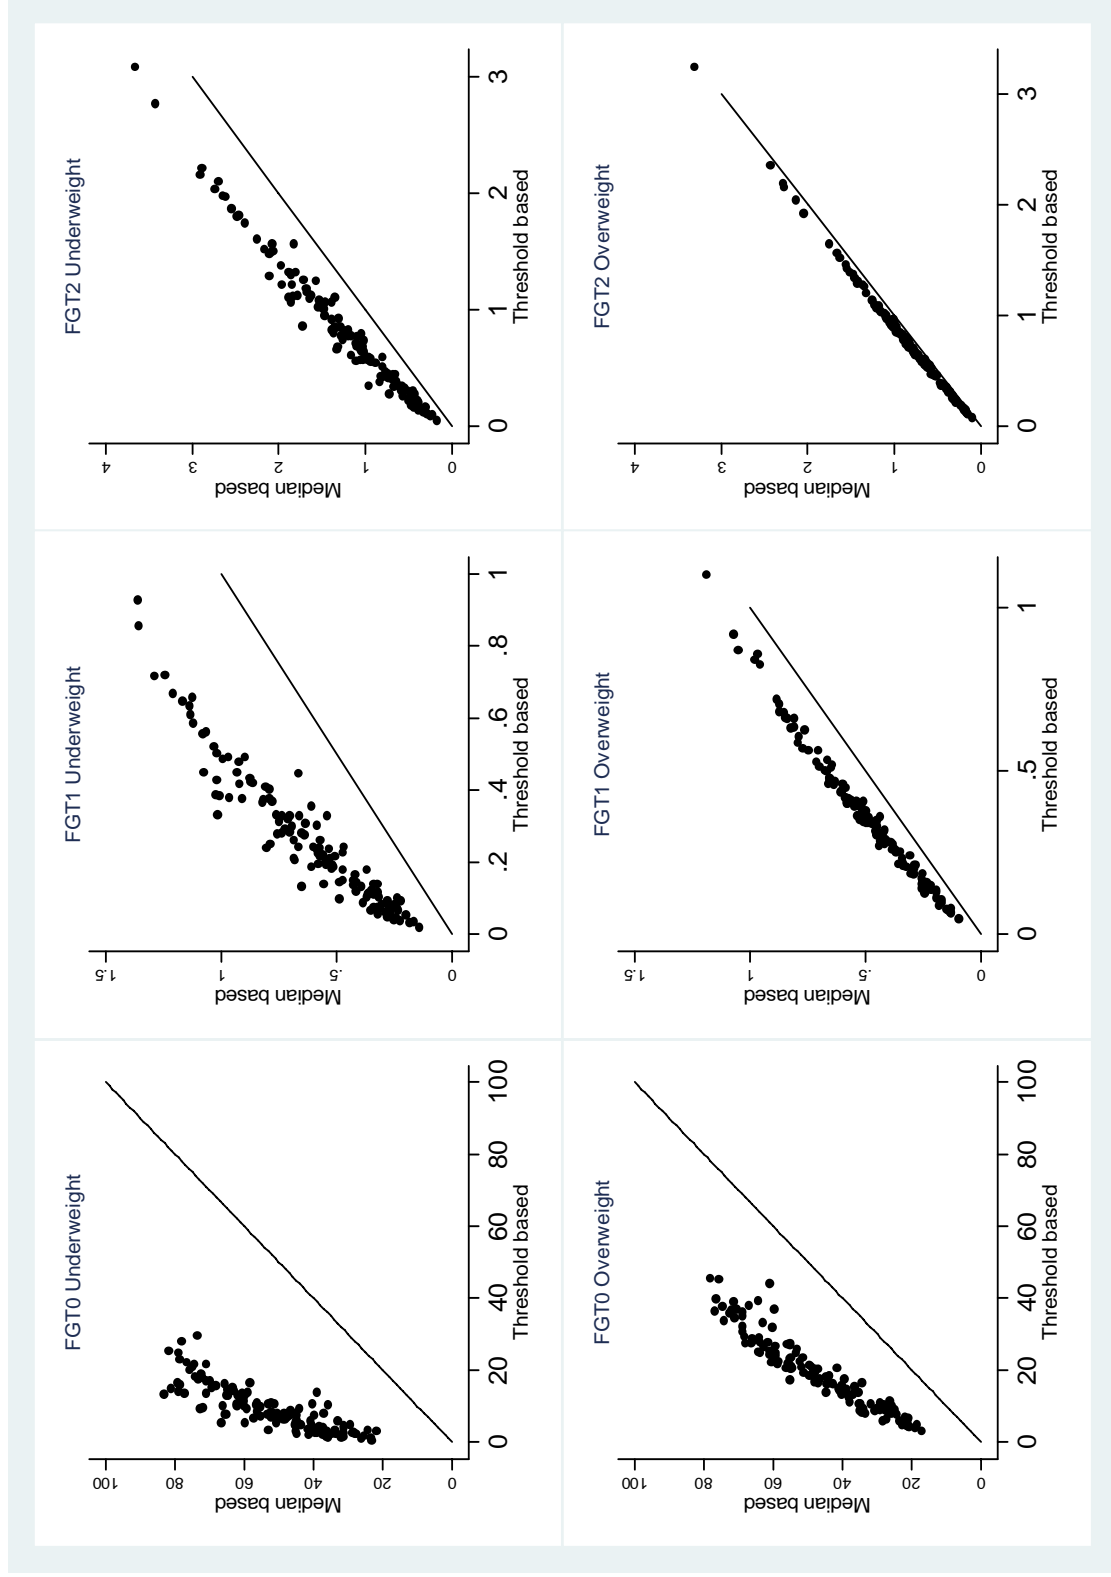 FGT0 Underweight
Median based
0 20 40 60 80 100
0 20 40 60 80 100
Threshold based
FGT1 Underweight
Median based
0 .5 1 1.5
0 .2 .4 .6 .8 1
Threshold based
FGT2 Underweight
Median based
0 1 2 3 4
0 1 2 3
Threshold based
FGT0 Overweight
Median based
0 20 40 60 80 100
0 20 40 60 80 100
Threshold based
FGT1 Overweight
Median based
0 .5 1 1.5
0 .5 1
Threshold based
FGT2 Overweight
Median based
0 1 2 3 4
0 1 2 3
Threshold based